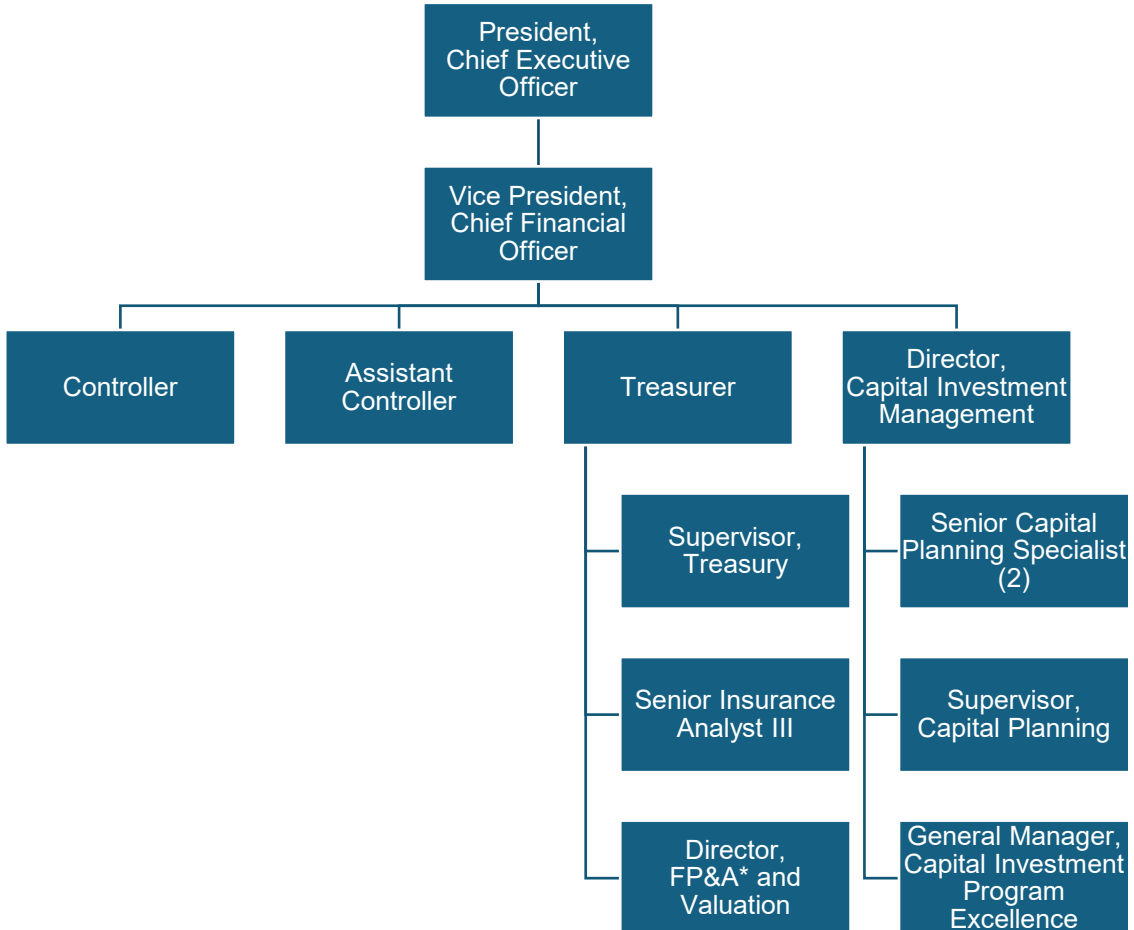 President,
Chief Executive
Officer
Vice President,
Chief Financial
Officer
Controller
Assistant
Controller
Treasurer
Director,
Capital Investment
Management
Supervisor,
Treasury
Senior Capital
Planning Specialist
(2)
Senior Insurance
Analyst III
Supervisor,
Capital Planning
Director,
FP&A* and
Valuation
General Manager,
Capital Investment
Program
Excellence